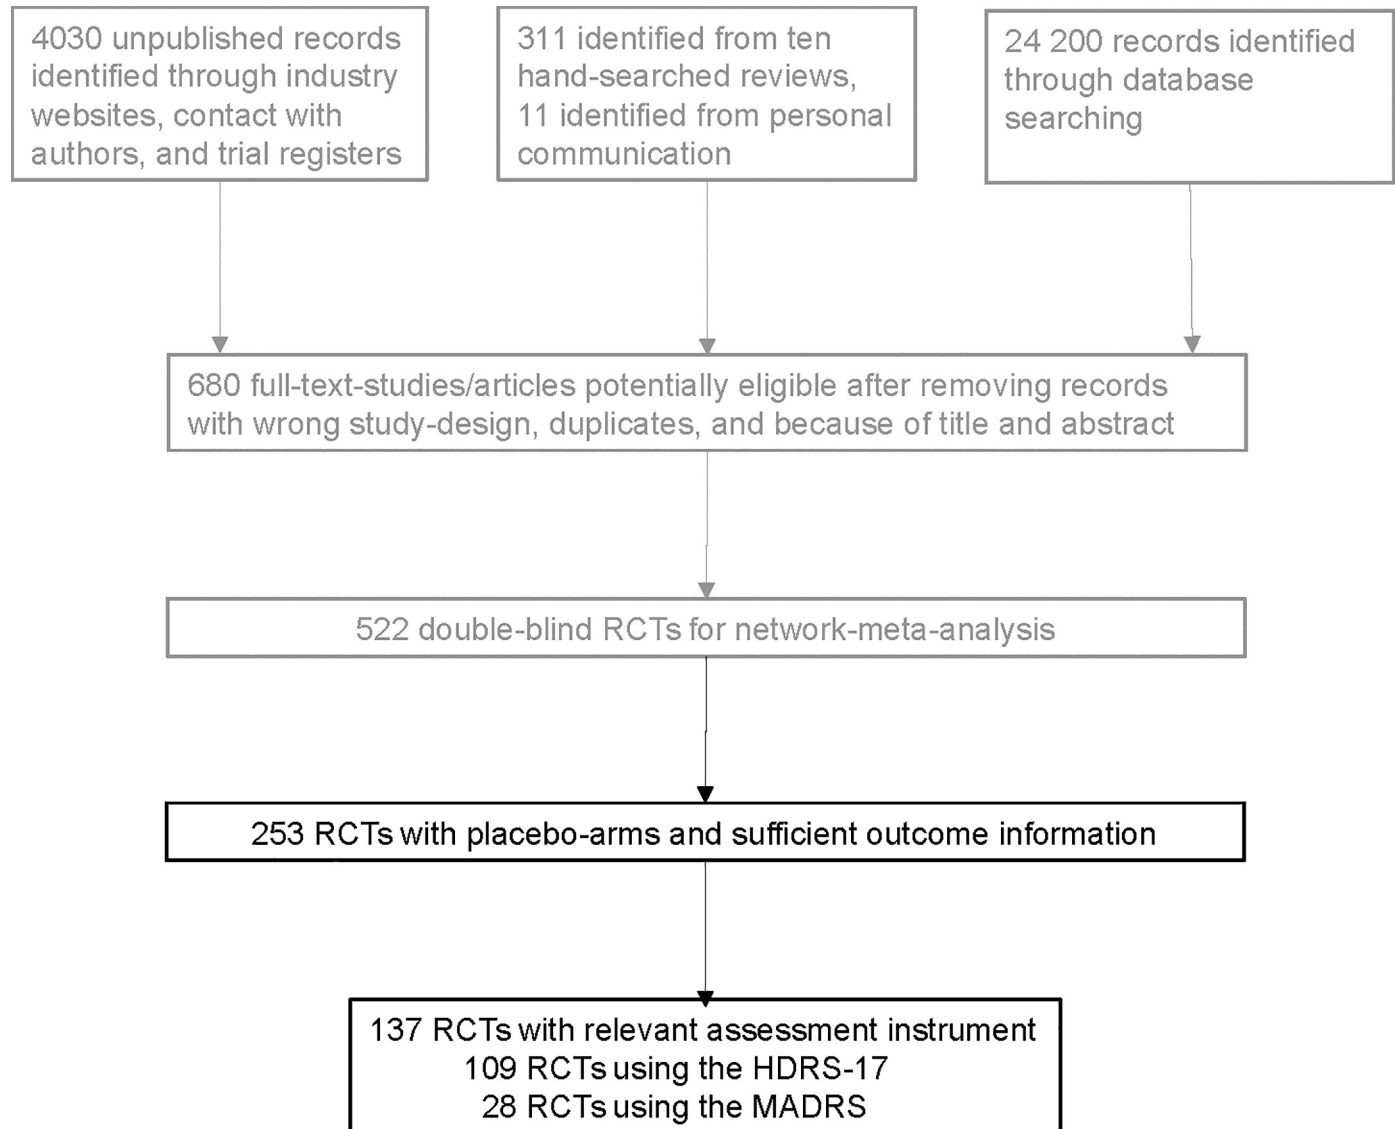 4030 unpublished records
identified through industry
websites, contact with
authors, and trial registers
311 identified from ten
hand-searched reviews,
11 identified from personal
communication
24 200 records identified
through database
searching
680 full-text-studies/articles potentially eligible after removing records
with wrong study-design, duplicates, and because of title and abstract
522 double-blind RCTs for network-meta-analysis
253 RCTs with placebo-arms and sufficient outcome information
137 RCTs with relevant assessment instrument
109 RCTs using the HDRS-17
28 RCTs using the MADRS